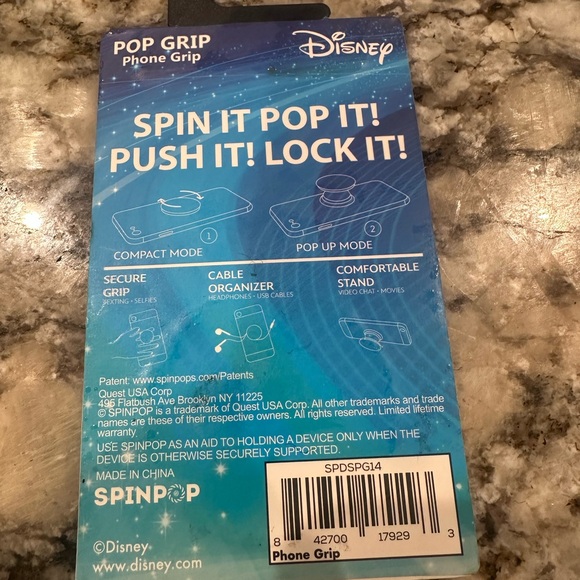 POP GRIP
Phone Grip
Disney
SPIN IT POP IT!
PUSH IT! LOCK IT!
1
COMPACT MODE
2
POP UP MODE
SECURE
GRIP
TEXTING • SELFIES
CABLE
ORGANIZER
HEADPHONES • USB CABLES
COMFORTABLE
STAND
VIDEO CHAT • MOVIES
Patent: www.spinpops.com/Patents
Quest USA Corp
495 Flatbush Ave Brooklyn NY 11225
© SPINPOP is a trademark of Quest USA Corp. All other trademarks and trade
names are these of their respective owners. All rights reserved. Limited lifetime
warranty
USE SPINPOP AS AN AID TO HOLDING A DEVICE ONLY WHEN THE
DEVICE IS OTHERWISE SECURELY SUPPORTED.
MADE IN CHINA
SPINPOP
©Disney
www.disney.com
SPDSPG14
8 42700 17929 3
Phone Grip